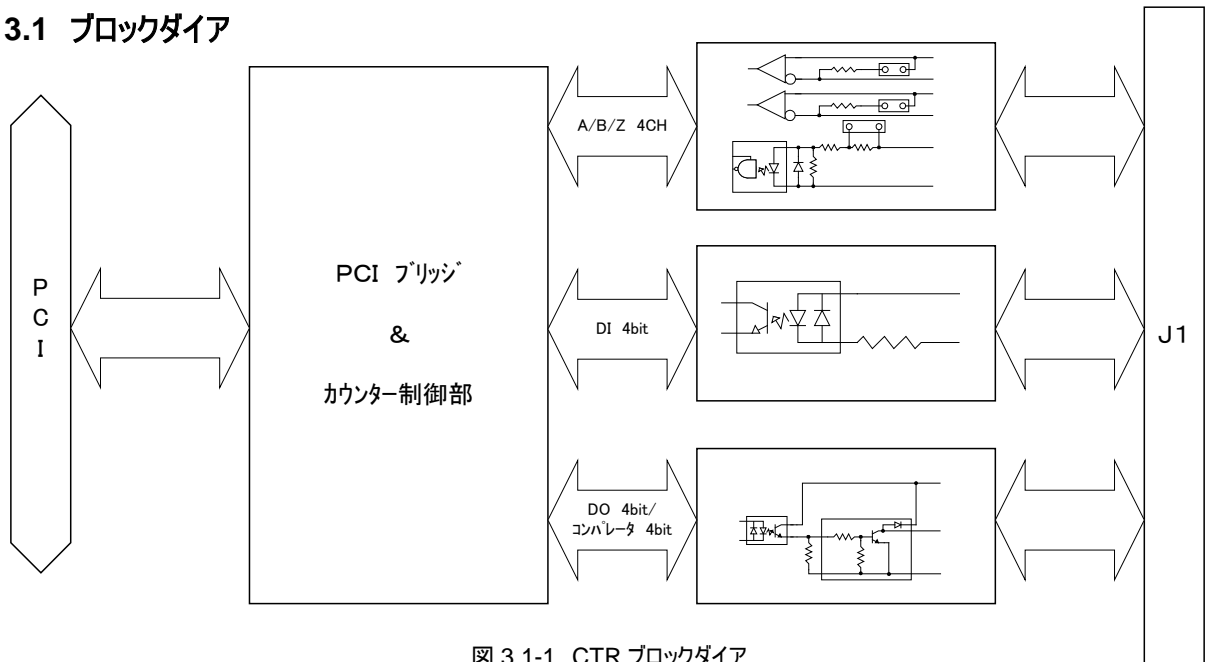 3.1 ブロックダイア
PCI
PCI ﾌﾞﾘｯｼﾞ
&
ｶｳﾝﾀｰ制御部
A/B/Z 4CH
DI 4bit
DO 4bit/
ｺﾝﾊﾟﾚｰﾀ 4bit
J1
図 3.1-1 CTR ブロックダイア